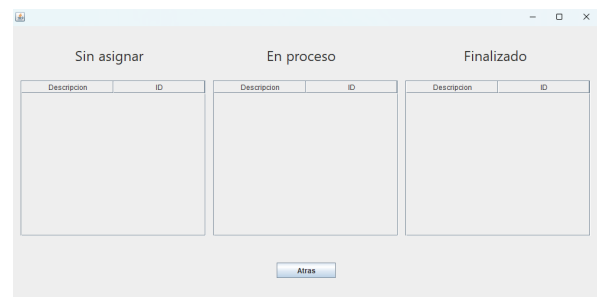 Sin asignar En proceso Finalizado
Descripcion ID Descripcion ID Descripcion ID
Atras